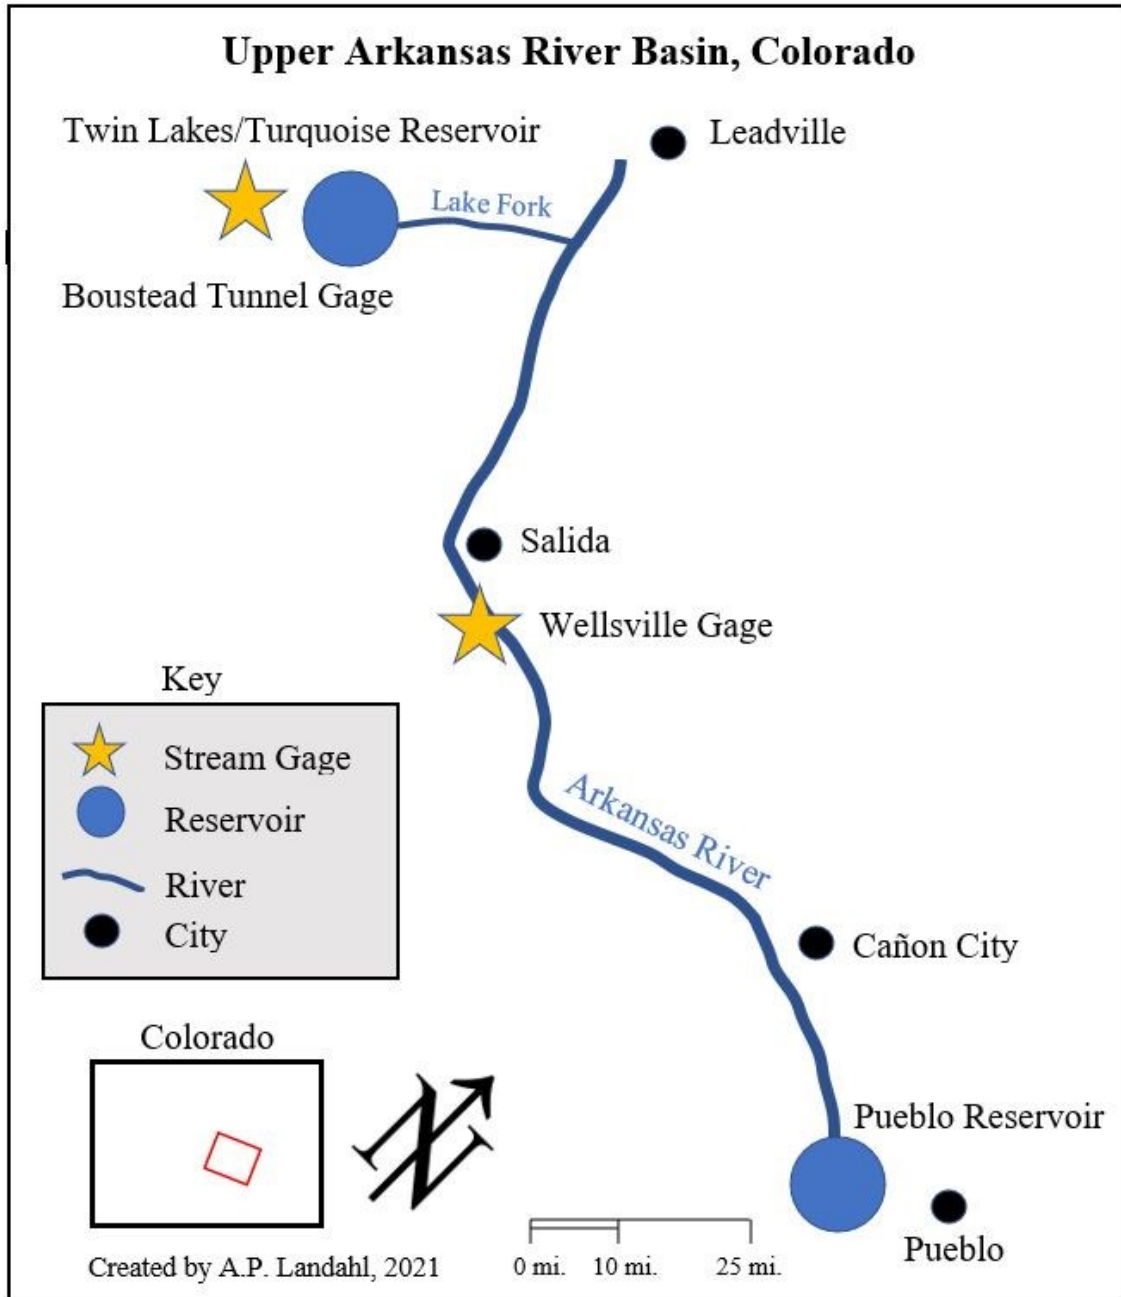 Upper Arkansas River Basin, Colorado
Twin Lakes/Turquoise Reservoir
Leadville
Lake Fork
Boustead Tunnel Gage
Salida
Wellsville Gage
Key
Stream Gage
Reservoir
River
City
Arkansas River
Cañon City
Colorado
N
Pueblo Reservoir
Pueblo
0 mi. 10 mi. 25 mi.
Created by A.P. Landahl, 2021